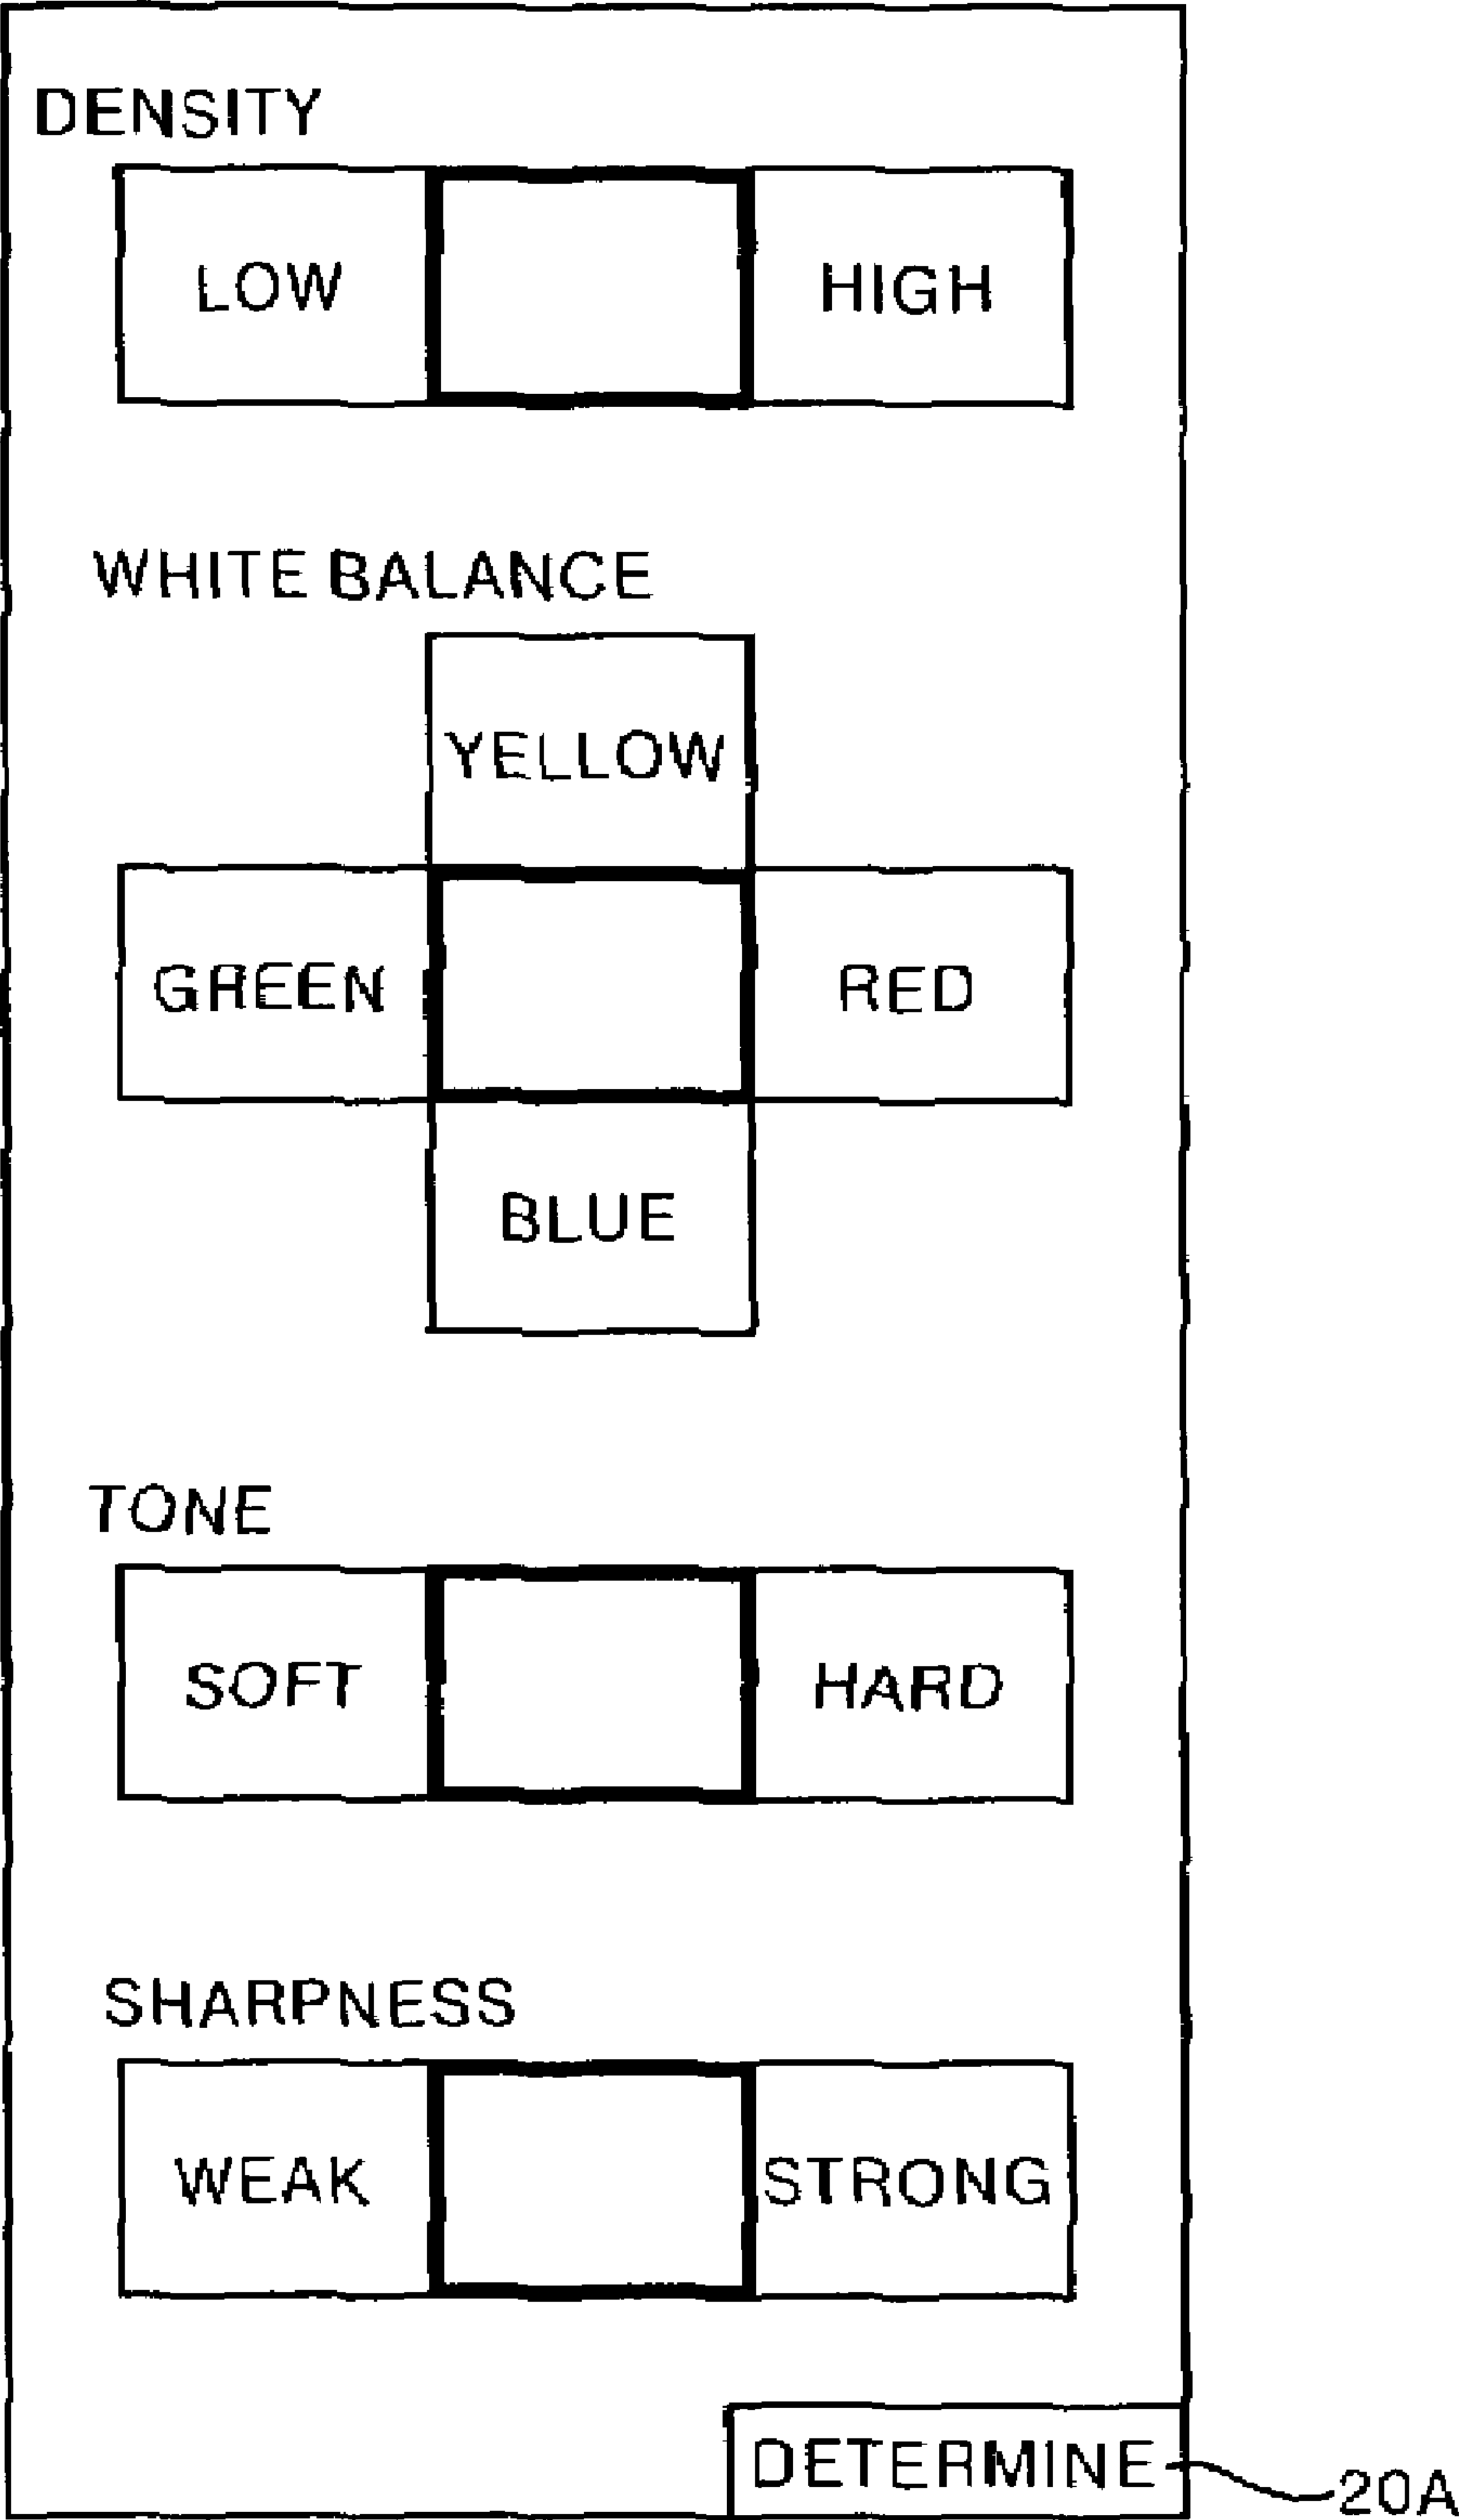 DENSITY
LOW HIGH
WHITE BALANCE
YELLOW
GREEN RED
BLUE
TONE
SOFT HARD
SHARPNESS
WEAK STRONG
DETERMINE 20A